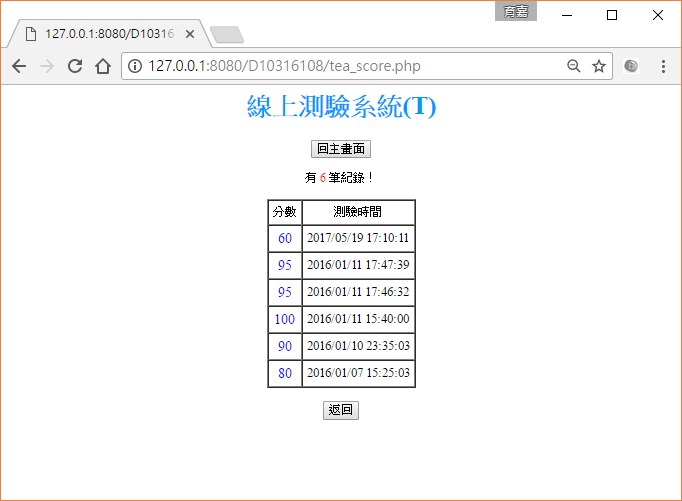 育嘉
127.0.0.1:8080/D10316
127.0.0.1:8080/D10316108/tea_score.php
線上測驗系統(T)
回主畫面
有 6 筆紀錄！
分數 測驗時間
60 2017/05/19 17:10:11
95 2016/01/11 17:47:39
95 2016/01/11 17:46:32
100 2016/01/11 15:40:00
90 2016/01/10 23:35:03
80 2016/01/07 15:25:03
返回